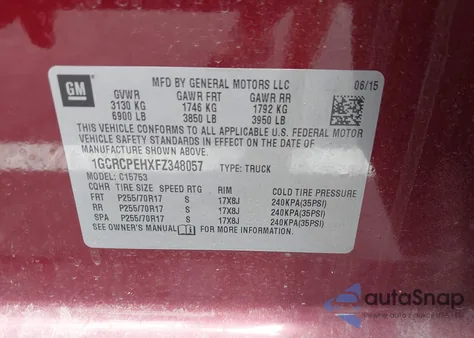 GM
MFD BY GENERAL MOTORS LLC 06/15
GVWR GAWR FRT GAWR RR
3130 KG 1746 KG 1792 KG
6900 LB 3850 LB 3950 LB
THIS VEHICLE CONFORMS TO ALL APPLICABLE U.S. FEDERAL MOTOR
VEHICLE SAFETY STANDARDS IN EFFECT ON THE DATE OF
MANUFACTURE SHOWN ABOVE.
1GCRCPEHXFZ348057 TYPE: TRUCK
MODEL: C15753
CQHR TIRE SIZE SPEED RTG RIM COLD TIRE PRESSURE
FRT P255/70R17 S 17X8J 240KPA(35PSI)
RR P255/70R17 S 17X8J 240KPA(35PSI)
SPA P255/70R17 S 17X8J 240KPA(35PSI)
SEE OWNER'S MANUAL FOR MORE INFORMATION.
autoSnap